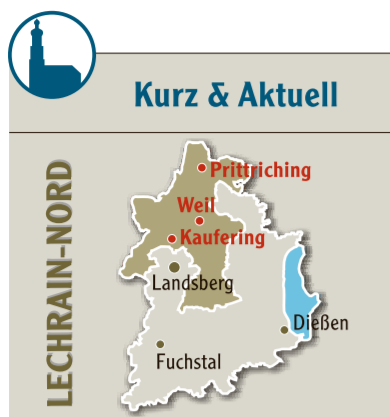 Kurz & Aktuell
LECHRAIN-NORD
Prittriching
Weil
Kaufering
Landsberg
Dießen
Fuchstal